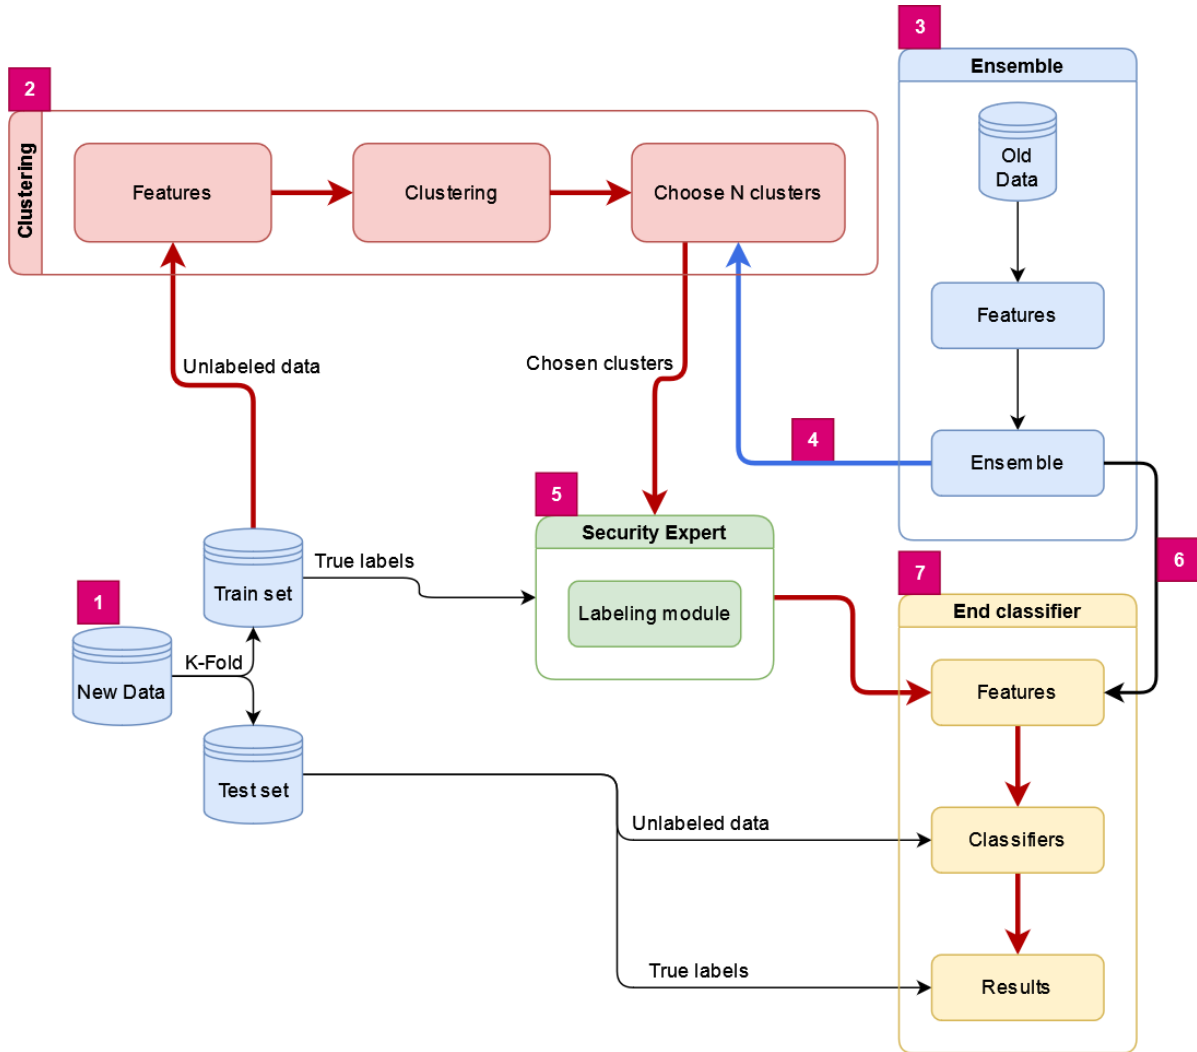 3
Ensemble
2
Clustering
Features
Clustering
Choose N clusters
Old
Data
Features
Unlabeled data
Chosen clusters
4
Ensemble
5
Security Expert
True labels
Train set
Labeling module
6
7
End classifier
1
K-Fold
New Data
Features
Test set
Unlabeled data
Classifiers
True labels
Results